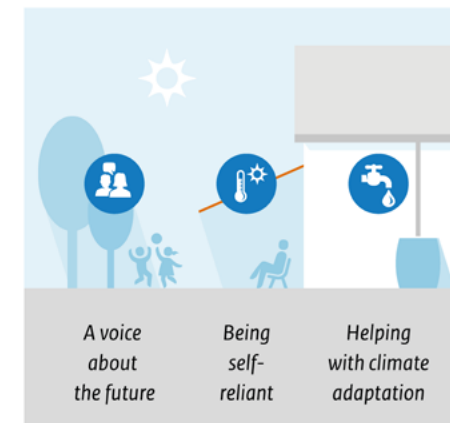 A voice
about
the future
Being
self-
reliant
Helping
with climate
adaptation